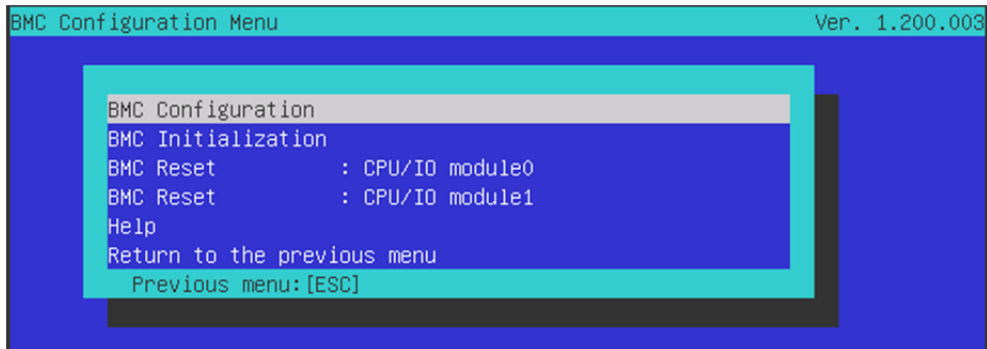 BMC Configuration Menu Ver. 1.200.003
BMC Configuration
BMC Initialization
BMC Reset : CPU/IO module0
BMC Reset : CPU/IO module1
Help
Return to the previous menu
Previous menu:[ESC]